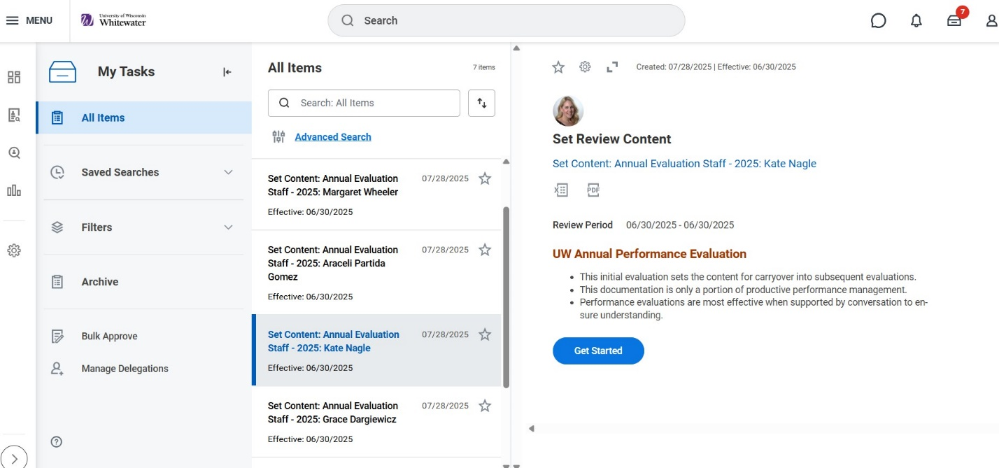 MENU
University of Wisconsin
Whitewater
Search
7
My Tasks
All Items
Saved Searches
Filters
Archive
Bulk Approve
Manage Delegations
All Items
7 items
Search: All Items
Advanced Search
Set Content: Annual Evaluation
Staff - 2025: Margaret Wheeler
07/28/2025
Effective: 06/30/2025
Set Content: Annual Evaluation
Staff - 2025: Araceli Partida
Gomez
07/28/2025
Effective: 06/30/2025
Set Content: Annual Evaluation
Staff - 2025: Kate Nagle
07/28/2025
Effective: 06/30/2025
Set Content: Annual Evaluation
Staff - 2025: Grace Dargiewicz
07/28/2025
Effective: 06/30/2025
Created: 07/28/2025 | Effective: 06/30/2025
Set Review Content
Set Content: Annual Evaluation Staff - 2025: Kate Nagle
PDF
Review Period 06/30/2025 - 06/30/2025
UW Annual Performance Evaluation
• This initial evaluation sets the content for carryover into subsequent evaluations.
• This documentation is only a portion of productive performance management.
• Performance evaluations are most effective when supported by conversation to en-
sure understanding.
Get Started